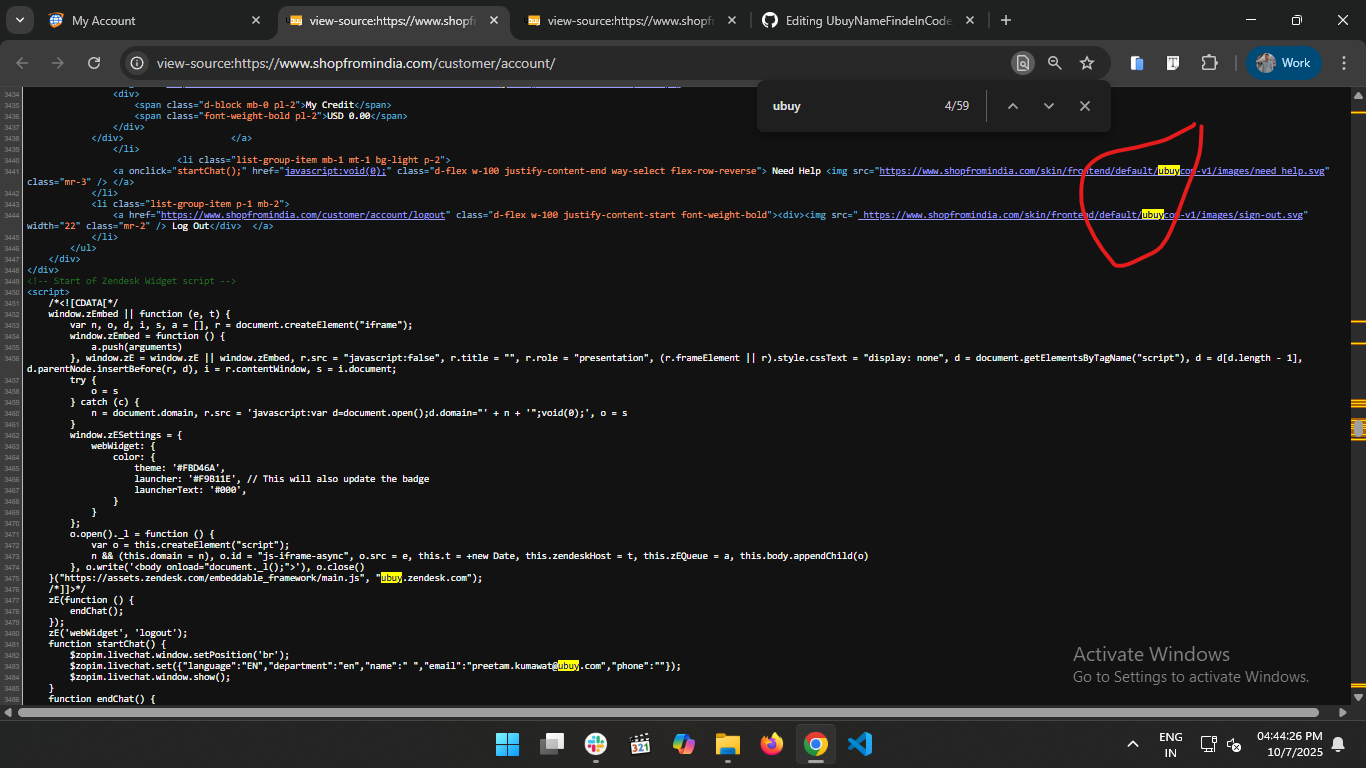 My Account
view-source:https://www.shopf
view-source:https://www.shopf
Editing UbuyNameFindeInCode
view-source:https://www.shopfromindia.com/customer/account/
Work
ubuy
4/59
3434 <div>
3435 <span class="d-block mb-0 pl-2">My Credit</span>
3436 <span class="font-weight-bold pl-2">USD 0.00</span>
3437 </div>
3438 </div> </a>
3439 </li>
3440 <li class="list-group-item mb-1 mt-1 bg-light p-2">
3441 <a onclick="startChat();" href="javascript:void(0);" class="d-flex w-100 justify-content-end way-select flex-row-reverse"> Need Help <img src="https://www.shopfromindia.com/skin/frontend/default/ubuycom-v1/images/need_help.svg"
class="mr-3" /> </a>
3442 </li>
3443 <li class="list-group-item p-1 mb-2">
3444 <a href="https://www.shopfromindia.com/customer/account/logout" class="d-flex w-100 justify-content-start font-weight-bold"><div><img src=" https://www.shopfromindia.com/skin/frontend/default/ubuycom-v1/images/sign-out.svg"
width="22" class="mr-2" /> Log Out</div> </a>
3445 </li>
3446 </ul>
3447 </div>
3448 </div>
3449 <!-- Start of Zendesk Widget script -->
3450 <script>
3451 /*<![CDATA[*/
3452 window.zEmbed || function (e, t) {
3453 var n, o, d, i, s, a = [], r = document.createElement("iframe");
3454 window.zEmbed = function () {
3455 a.push(arguments)
3456 }, window.zE = window.zE || window.zEmbed, r.src = "javascript:false", r.title = "", r.role = "presentation", (r.frameElement || r).style.cssText = "display: none", d = document.getElementsByTagName("script"), d = d[d.length - 1],
d.parentNode.insertBefore(r, d), i = r.contentWindow, s = i.document;
3457 try {
3458 o = s
3459 } catch (c) {
3460 n = document.domain, r.src = 'javascript:var d=document.open();d.domain="' + n + '";void(0);', o = s
3461 }
3462 window.zESettings = {
3463 webWidget: {
3464 color: {
3465 theme: '#FBD46A',
3466 launcher: '#F9B11E', // This will also update the badge
3467 launcherText: '#000',
3468 }
3469 }
3470 };
3471 o.open()._l = function () {
3472 var o = this.createElement("script");
3473 n && (this.domain = n), o.id = "js-iframe-async", o.src = e, this.t = +new Date, this.zendeskHost = t, this.zEQueue = a, this.body.appendChild(o)
3474 }, o.write('<body onload="document._l();">'), o.close()
3475 }("https://assets.zendesk.com/embeddable_framework/main.js", "ubuy.zendesk.com");
3476 /*]]>*/
3477 zE(function () {
3478 endChat();
3479 });
3480 zE('webWidget', 'logout');
3481 function startChat() {
3482 $zopim.livechat.window.setPosition('br');
3483 $zopim.livechat.set({"language":"EN","department":"en","name":" ","email":"preetam.kumawat@ubuy.com","phone":""});
3484 $zopim.livechat.window.show();
3485 }
3486 function endChat() {
Activate Windows
Go to Settings to activate Windows.
321
ENG
IN
04:44:26 PM
10/7/2025